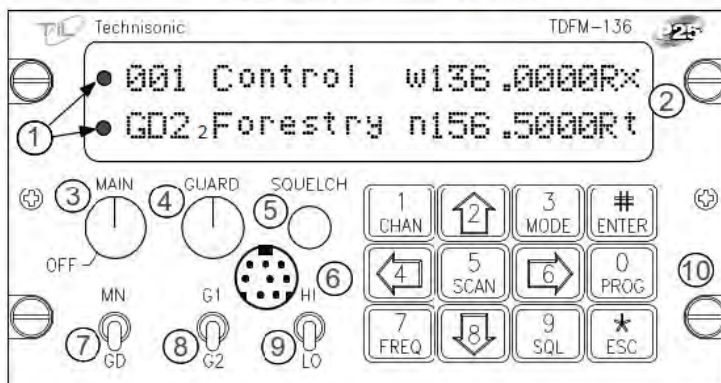 TiL Technisonic TDFM-136 P25
001 Control w136.0000Rx
GD2 2 Forestry n156.5000Rt
1
2
3 MAIN
4 GUARD
5 SQUELCH
OFF
6
1 CHAN
2
3 MODE
# ENTER
4
5 SCAN
6
0 PROG
7 FREQ
8
9 SQL
* ESC
10
MN
GD
7
G1
G2
8
HI
LO
9